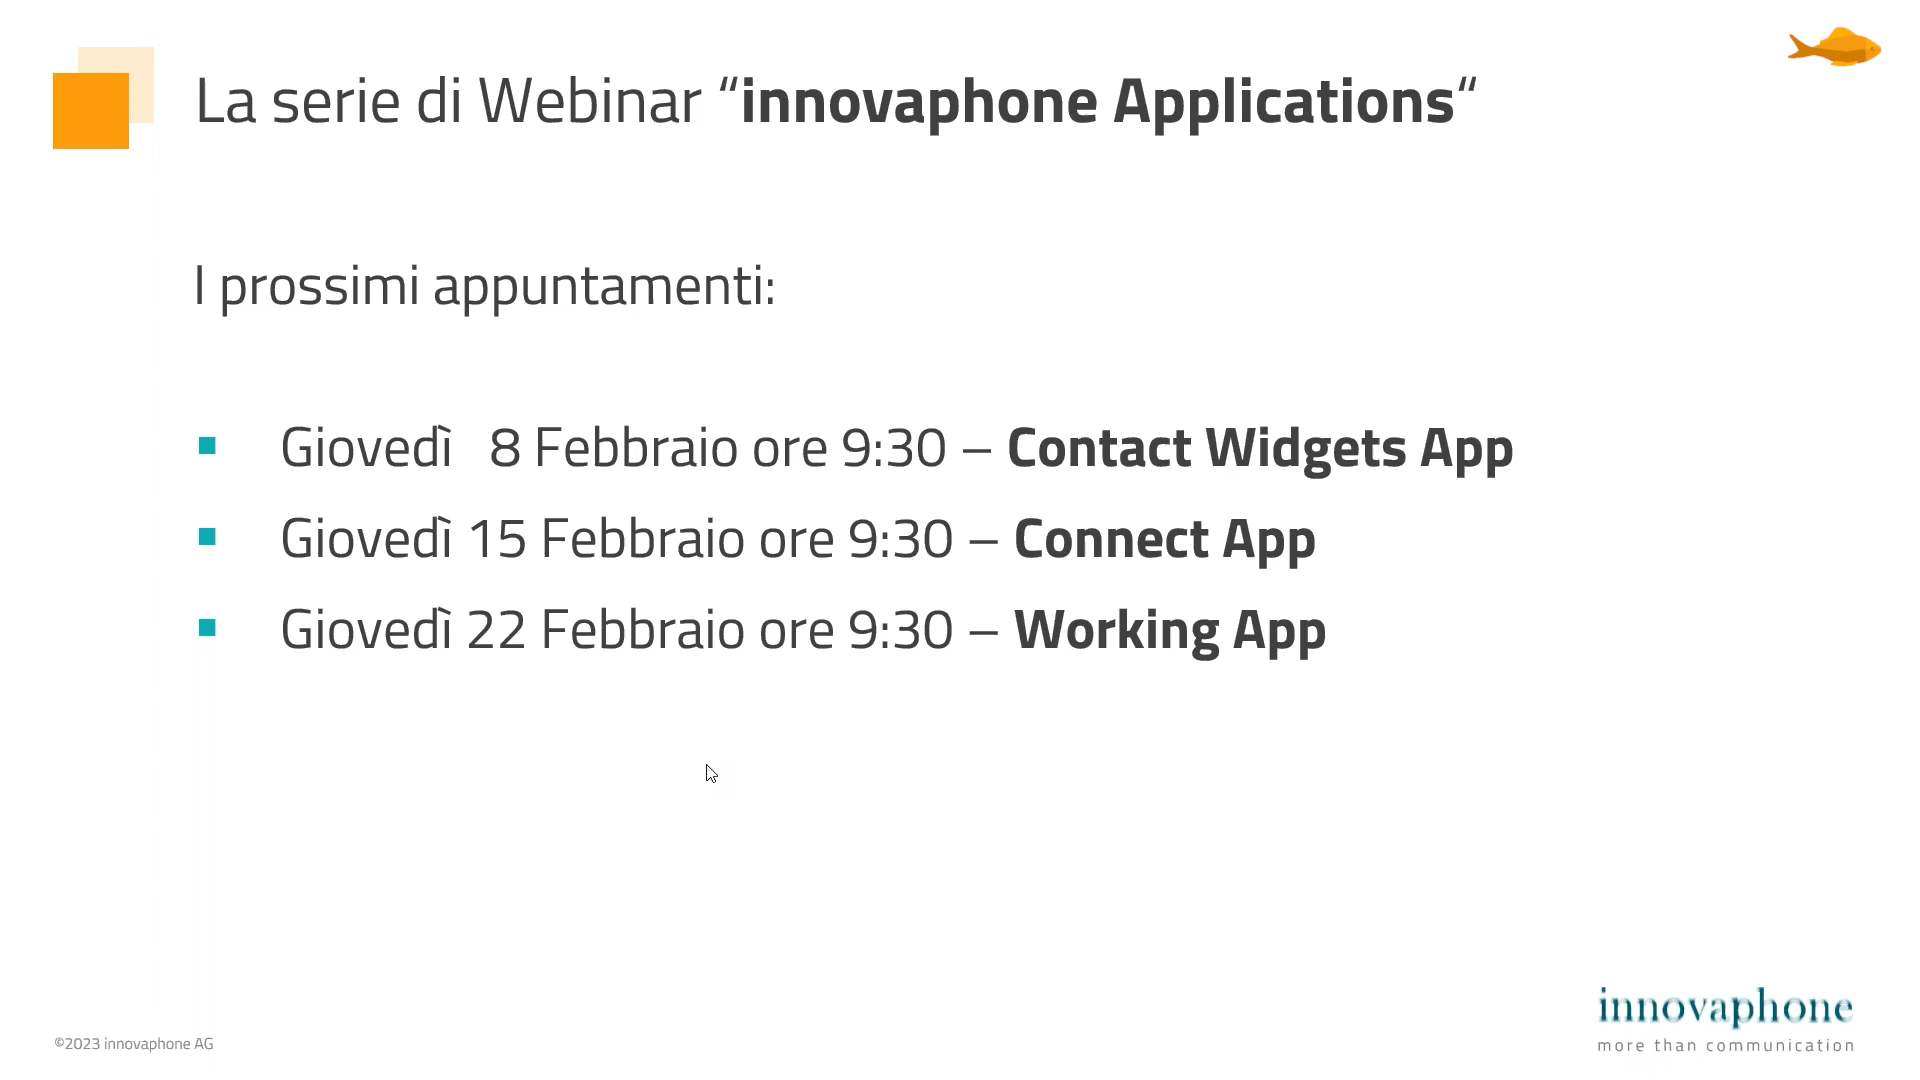 La serie di Webinar “innovaphone Applications“
I prossimi appuntamenti:
▪ Giovedì 8 Febbraio ore 9:30 – Contact Widgets App
▪ Giovedì 15 Febbraio ore 9:30 – Connect App
▪ Giovedì 22 Febbraio ore 9:30 – Working App
innovaphone
more than communication
©2023 innovaphone AG